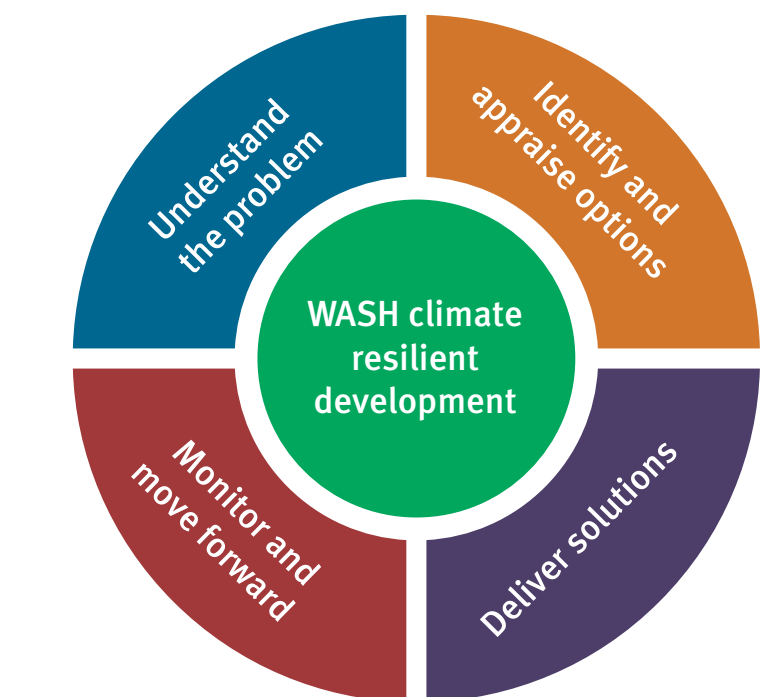 Understand
the problem
Identify and
appraise options
WASH climate
resilient
development
Monitor and
move forward
Deliver solutions